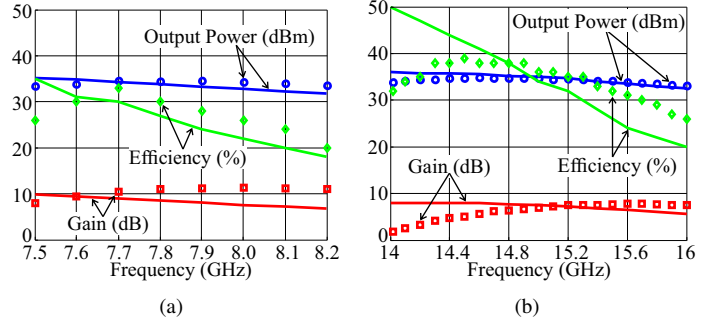 50
40
30
20
10
0
Output Power (dBm)
Efficiency (%)
Gain (dB)
7.5 7.6 7.7 7.8 7.9 8.0 8.1 8.2
Frequency (GHz)
(a)
50
40
30
20
10
0
Output Power (dBm)
Efficiency (%)
Gain (dB)
14 14.4 14.8 15.2 15.6 16
Frequency (GHz)
(b)